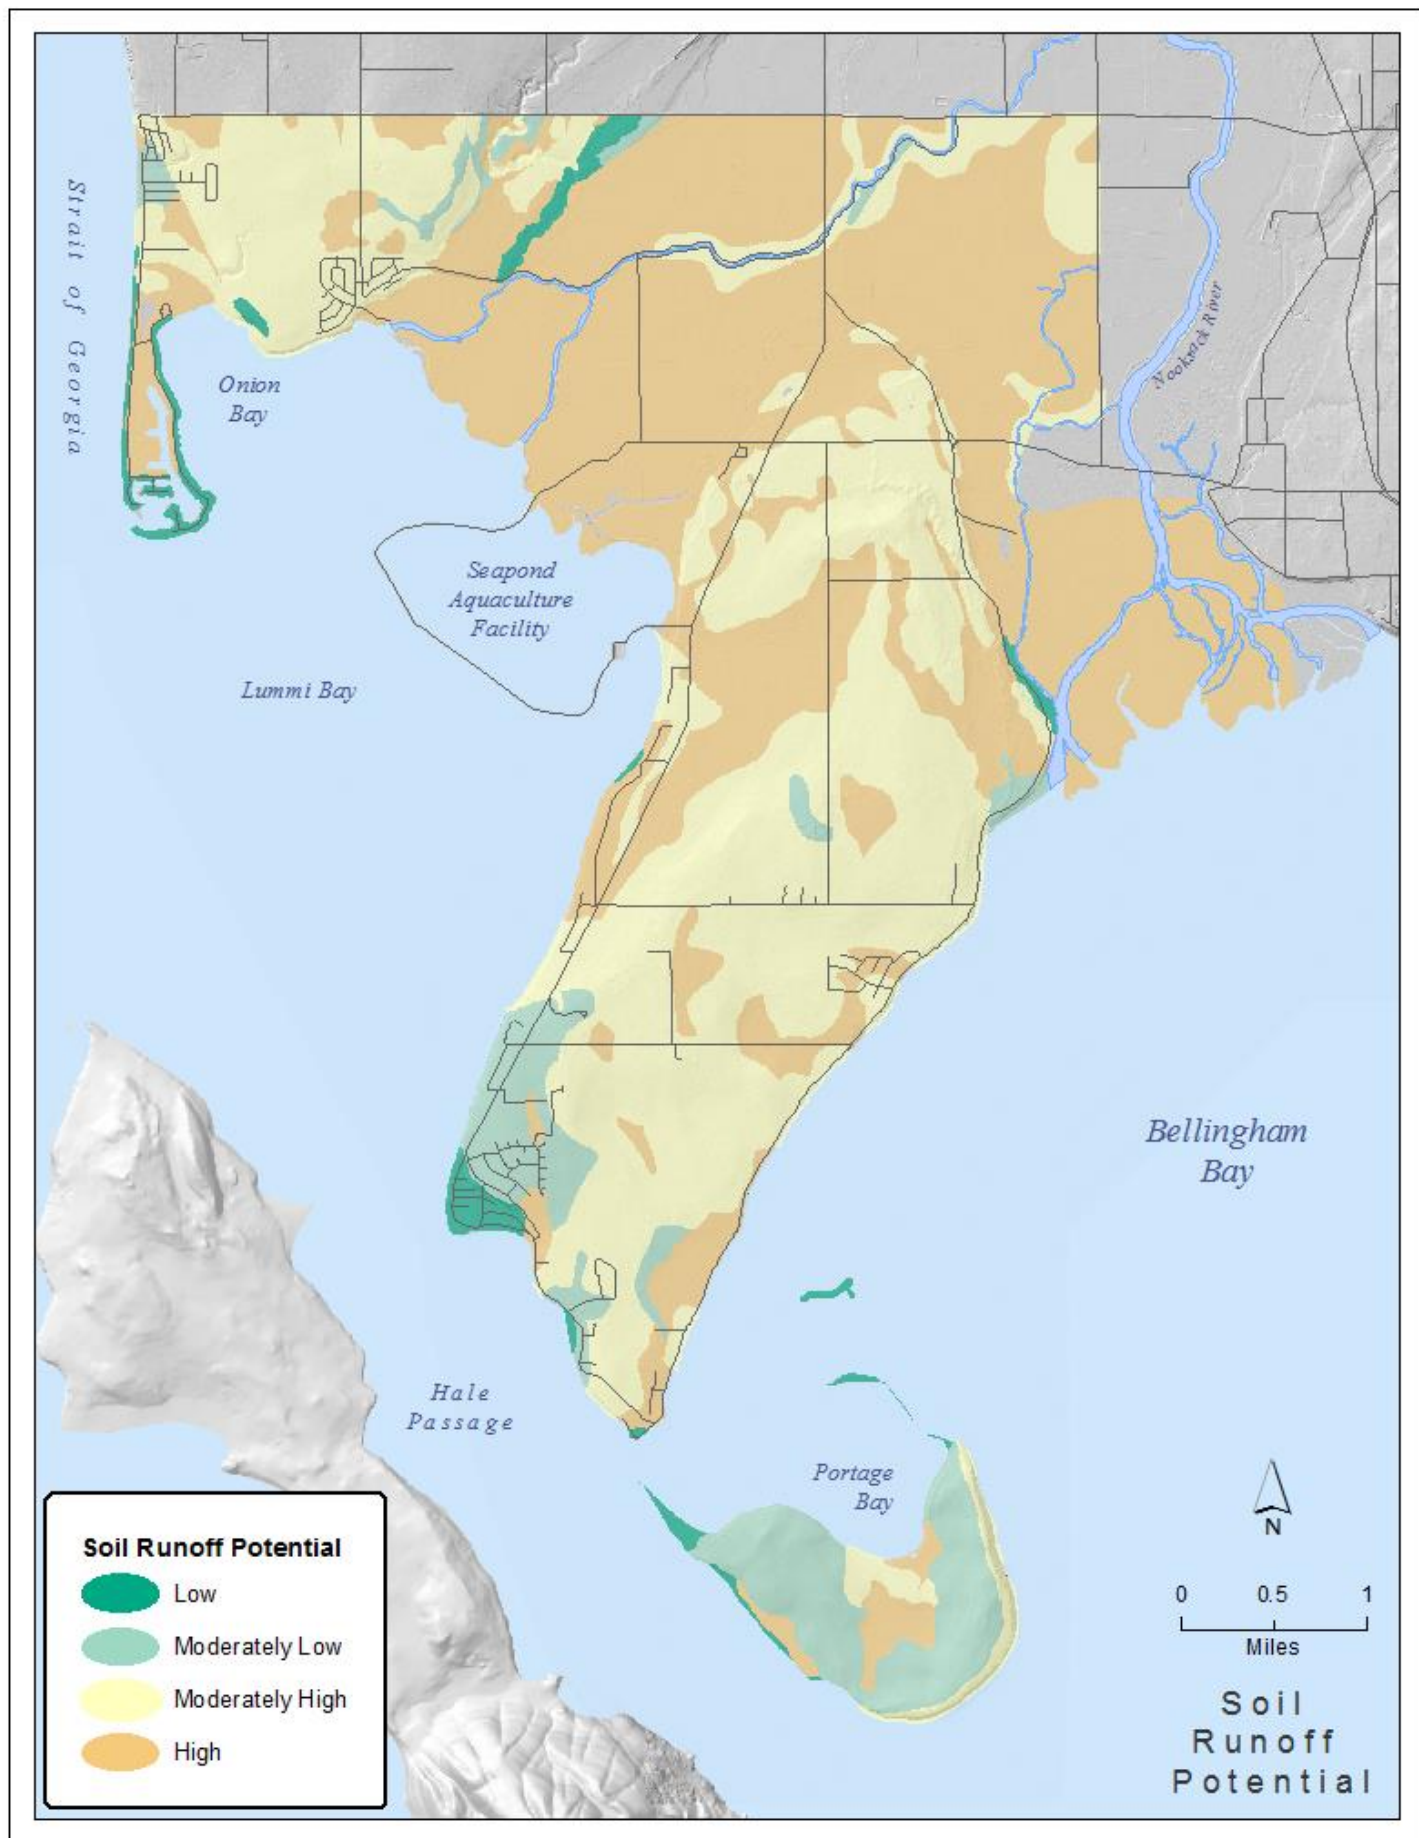 Strait of Georgia
Nooksack River
Onion
Bay
Seapond
Aquaculture
Facility
Lummi Bay
Bellingham
Bay
Hale
Passage
Portage
Bay
Soil Runoff Potential
Low
Moderately Low
Moderately High
High
N
0 0.5 1
Miles
Soil
Runoff
Potential